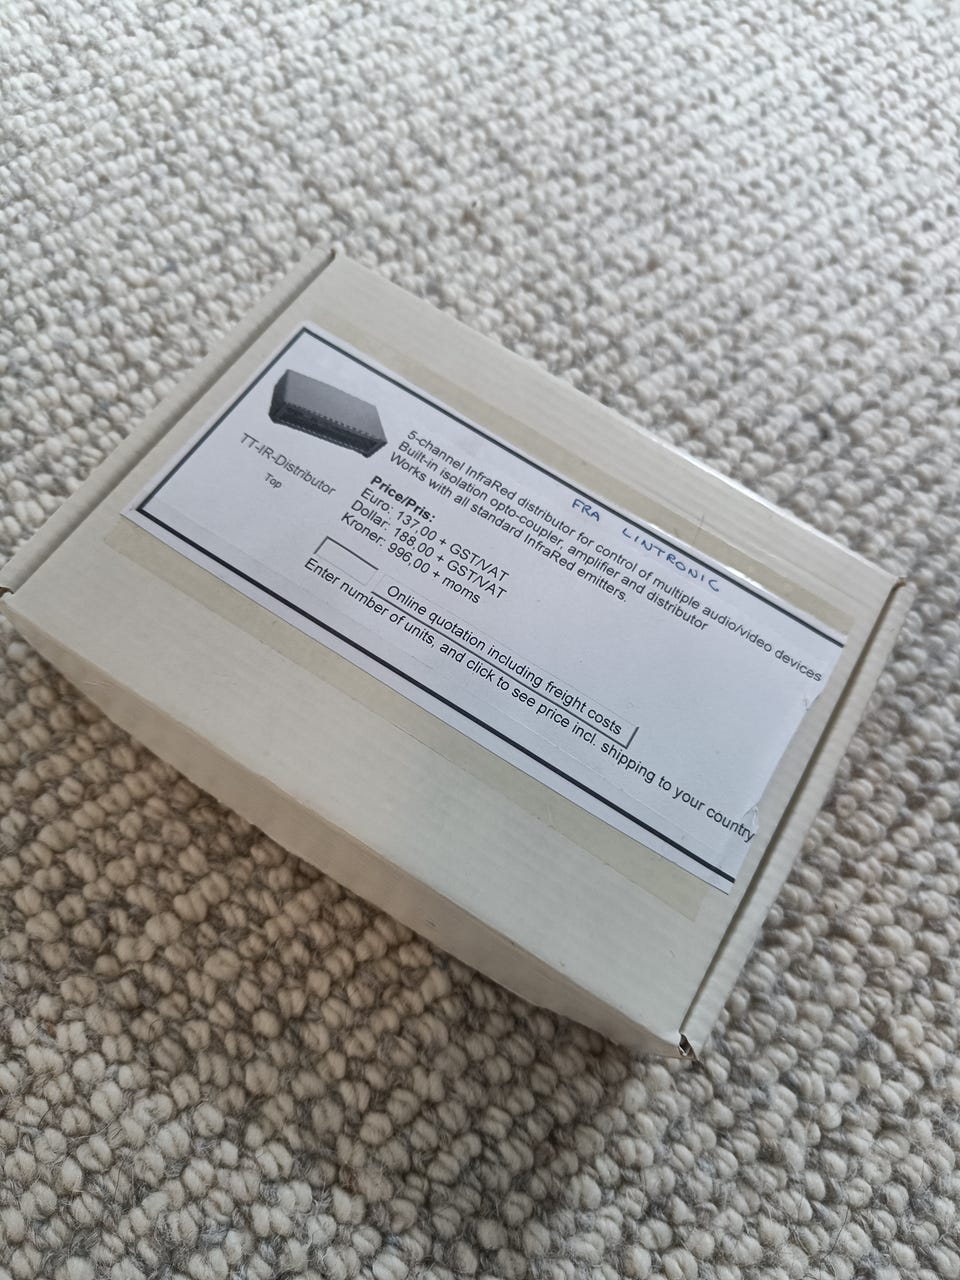 FRA LINTRONIC
5-channel InfraRed distributor for control of multiple audio/video devices
Built-in isolation opto-coupler, amplifier and distributor
Works with all standard InfraRed emitters.
TT-IR-Distributor
Top
Price/Pris:
Euro: 137,00 + GST/VAT
Dollar: 188,00 + GST/VAT
Kroner: 996,00 + moms
Online quotation including freight costs
Enter number of units, and click to see price incl. shipping to your country